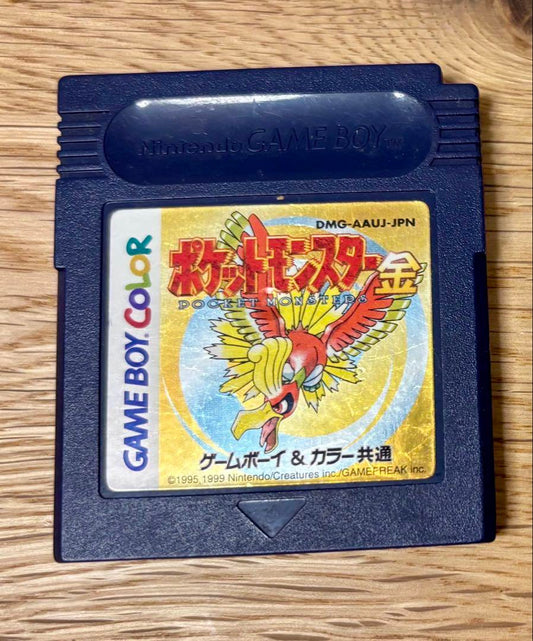 Nintendo GAME BOY™
DMG-AAUJ-JPN
ポケットモンスター金
POCKET MONSTERS
GAME BOY COLOR
ゲームボーイ & カラー共通
©1995,1999 Nintendo/Creatures inc./GAMEFREAK inc.